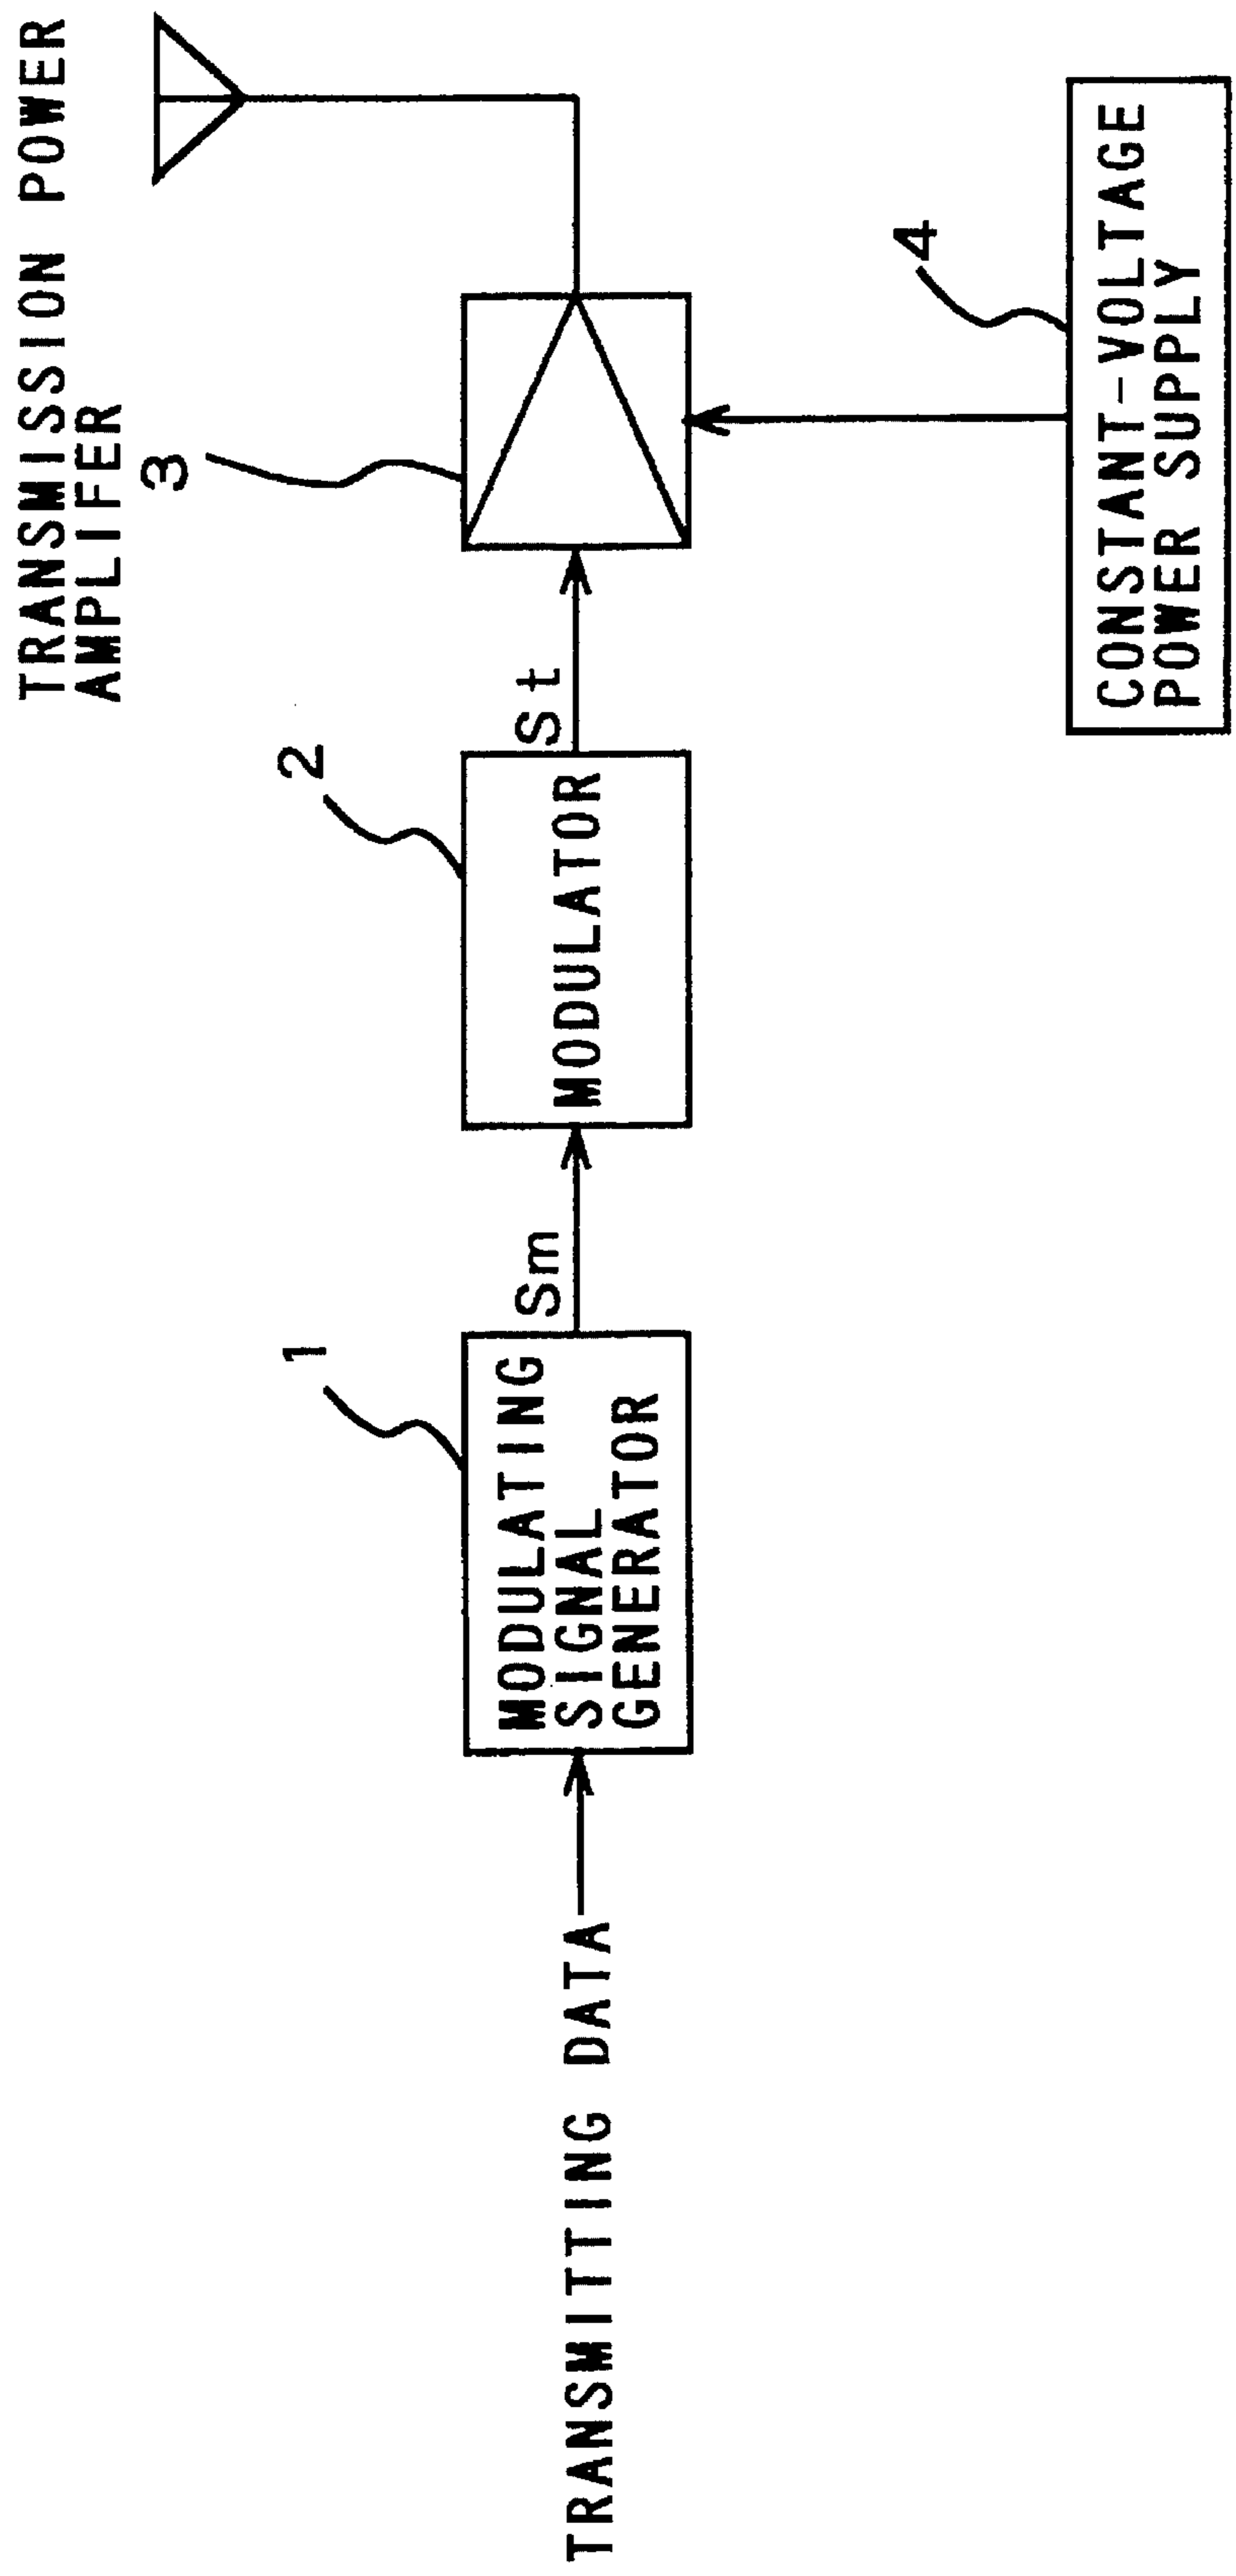 TRANSMISSION POWER
AMPLIFER
3
2
1
TRANSMITTING DATA
MODULATING
SIGNAL
GENERATOR
Sm
MODULATOR
St
4
CONSTANT-VOLTAGE
POWER SUPPLY